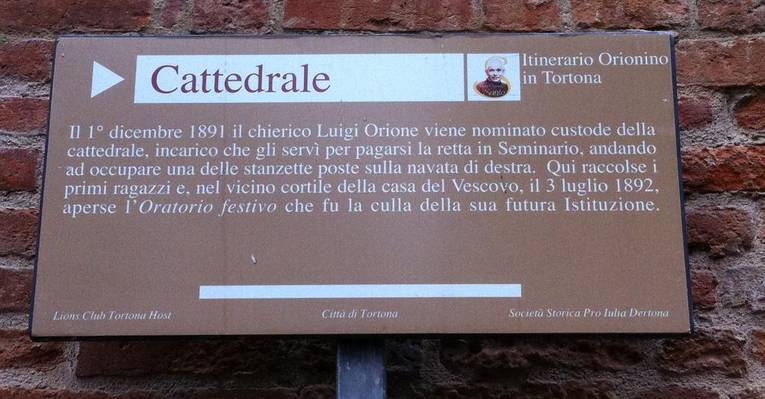 Cattedrale
Itinerario Orionino
in Tortona
Il 1° dicembre 1891 il chierico Luigi Orione viene nominato custode della
cattedrale, incarico che gli servì per pagarsi la retta in Seminario, andando
ad occupare una delle stanzette poste sulla navata di destra. Qui raccolse i
primi ragazzi e, nel vicino cortile della casa del Vescovo, il 3 luglio 1892,
aperse l'Oratorio festivo che fu la culla della sua futura Istituzione.
Lions Club Tortona Host
Città di Tortona
Società Storica Pro Iulia Dertona